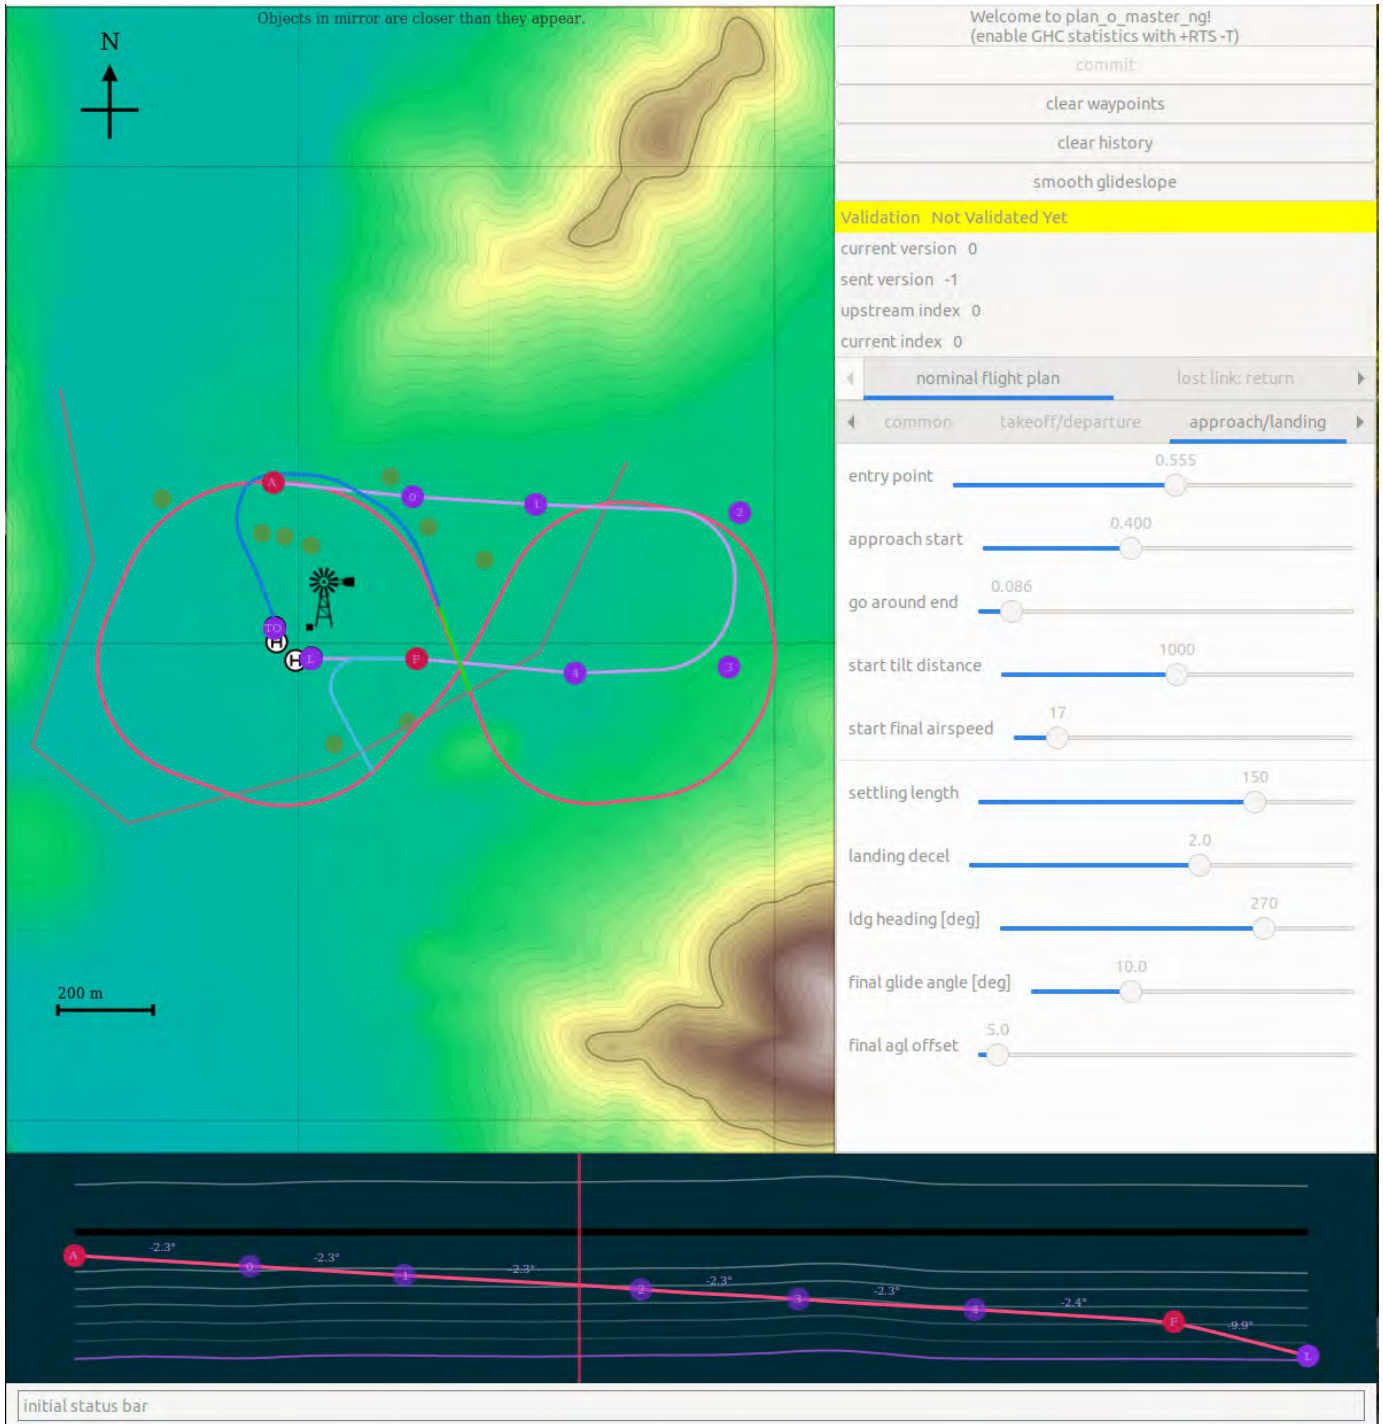 Objects in mirror are closer than they appear.
N
A
0
1
2
TO
H
H
L
F
4
3
200 m
Welcome to plan_o_master_ng!
(enable GHC statistics with +RTS -T)
commit
clear waypoints
clear history
smooth glideslope
Validation Not Validated Yet
current version 0
sent version -1
upstream index 0
current index 0
nominal flight plan
lost link: return
common
takeoff/departure
approach/landing
entry point 0.555
approach start 0.400
go around end 0.086
start tilt distance 1000
start final airspeed 17
settling length 150
landing decel 2.0
ldg heading [deg] 270
final glide angle [deg] 10.0
final agl offset 5.0
A -2.3° 0 -2.3° 1 -2.3° 2 -2.3° 3 -2.3° 4 -2.4° F -9.9° L
initial status bar